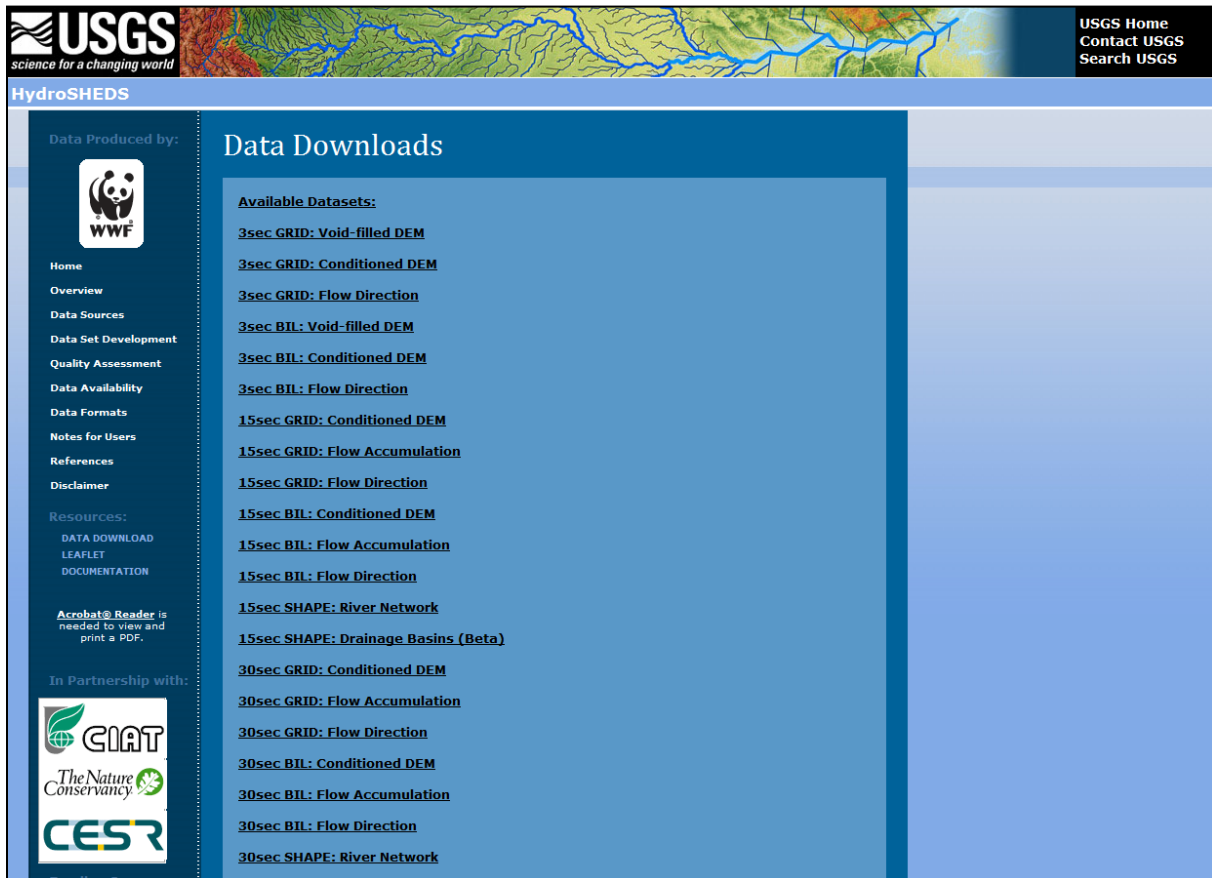 USGS
science for a changing world
USGS Home
Contact USGS
Search USGS
HydroSHEDS
Data Produced by:
WWF
Home
Overview
Data Sources
Data Set Development
Quality Assessment
Data Availability
Data Formats
Notes for Users
References
Disclaimer
Resources:
DATA DOWNLOAD
LEAFLET
DOCUMENTATION
Acrobat® Reader is
needed to view and
print a PDF.
In Partnership with:
CIAT
The Nature
Conservancy
CESR
Data Downloads
Available Datasets:
3sec GRID: Void-filled DEM
3sec GRID: Conditioned DEM
3sec GRID: Flow Direction
3sec BIL: Void-filled DEM
3sec BIL: Conditioned DEM
3sec BIL: Flow Direction
15sec GRID: Conditioned DEM
15sec GRID: Flow Accumulation
15sec GRID: Flow Direction
15sec BIL: Conditioned DEM
15sec BIL: Flow Accumulation
15sec BIL: Flow Direction
15sec SHAPE: River Network
15sec SHAPE: Drainage Basins (Beta)
30sec GRID: Conditioned DEM
30sec GRID: Flow Accumulation
30sec GRID: Flow Direction
30sec BIL: Conditioned DEM
30sec BIL: Flow Accumulation
30sec BIL: Flow Direction
30sec SHAPE: River Network